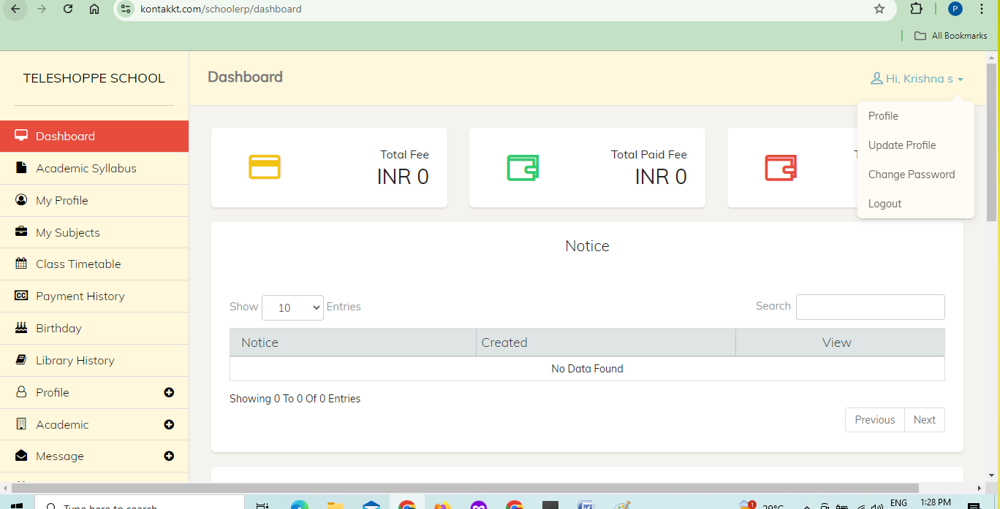 kontakkt.com/schoolerp/dashboard
P
All Bookmarks
TELESHOPPE SCHOOL
Dashboard
Hi, Krishna s
Profile
Update Profile
Change Password
Logout
Dashboard
Academic Syllabus
My Profile
My Subjects
Class Timetable
Payment History
Birthday
Library History
Profile
Academic
Message
Total Fee
INR 0
Total Paid Fee
INR 0
Notice
Show 10 Entries
Search
Notice Created View
No Data Found
Showing 0 To 0 Of 0 Entries
Previous Next
Type here to search
1
29°C
ENG
1:28 PM